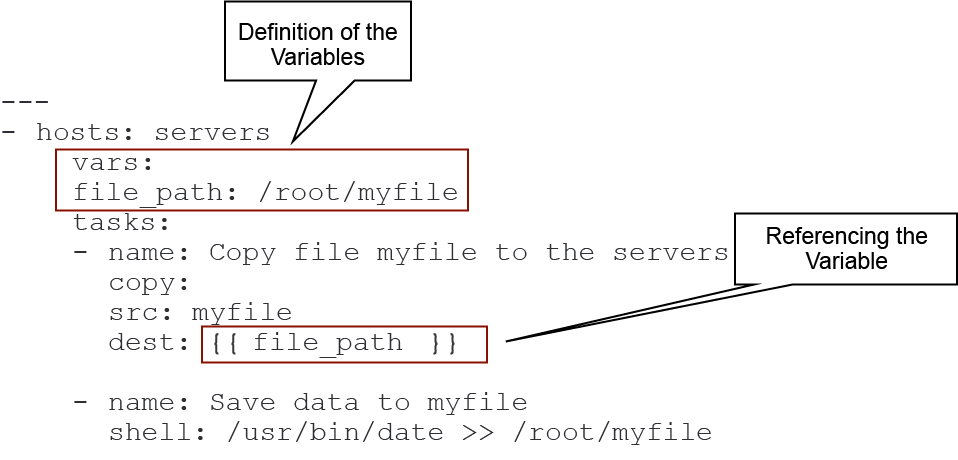 Definition of the
Variables
---
- hosts: servers
vars:
file_path: /root/myfile
tasks:
- name: Copy file myfile to the servers
Referencing the
Variable
copy:
src: myfile
dest: {{ file_path }}
- name: Save data to myfile
shell: /usr/bin/date >> /root/myfile